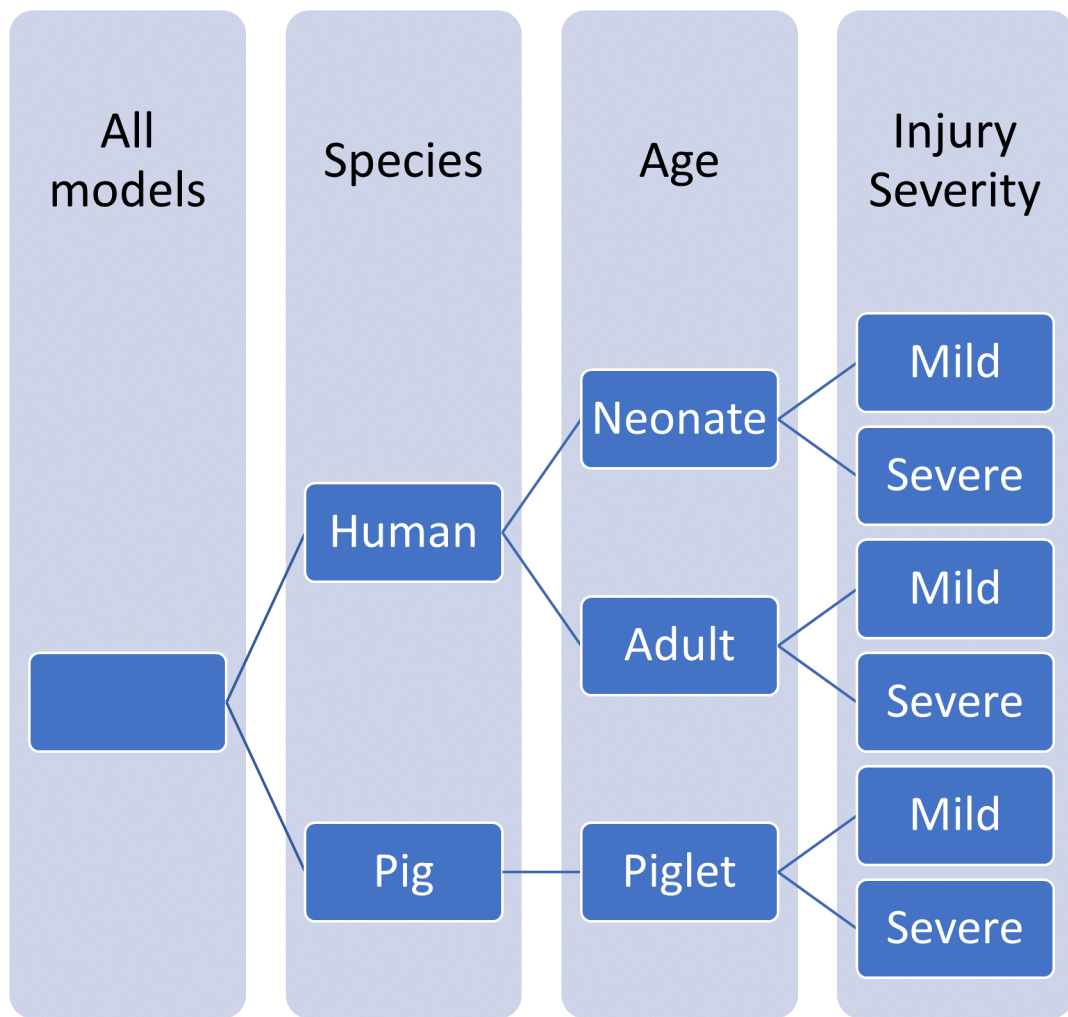 All
models
Species
Age
Injury
Severity
Human
Pig
Neonate
Adult
Piglet
Mild
Severe
Mild
Severe
Mild
Severe